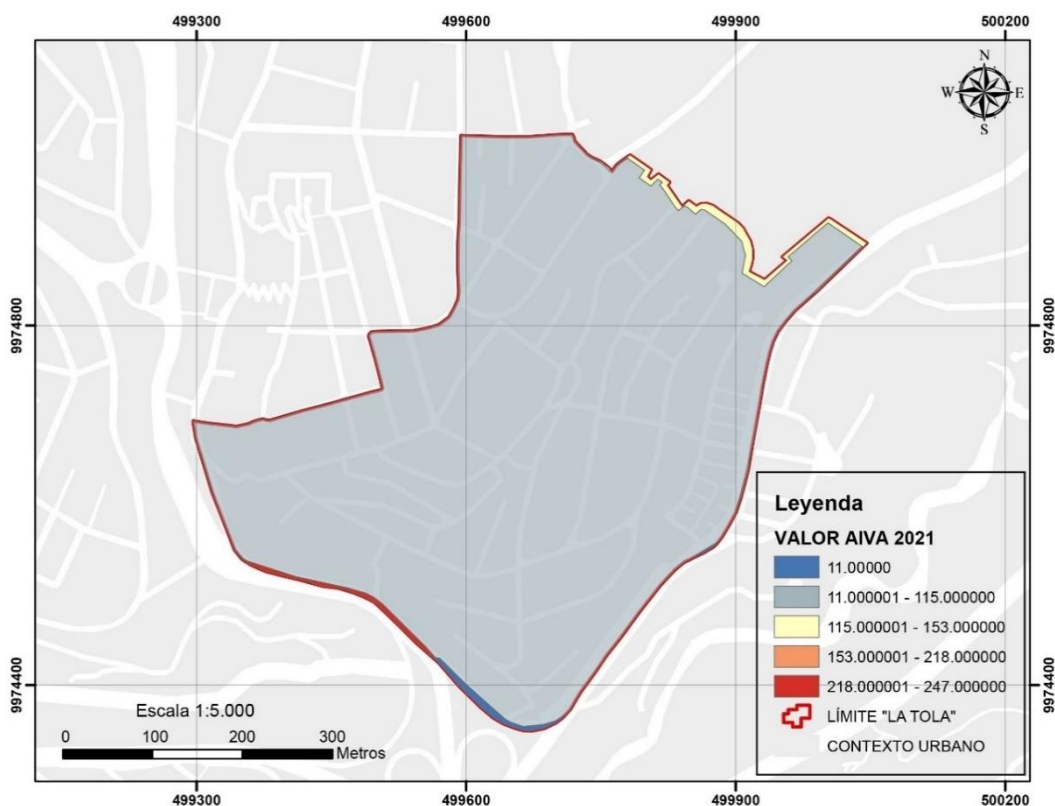 499300 499600 499900 500200
N
W E
S
9974800 9974800
Leyenda
VALOR AIVA 2021
11.00000
11.000001 - 115.000000
115.000001 - 153.000000
153.000001 - 218.000000
218.000001 - 247.000000
LÍMITE "LA TOLA"
CONTEXTO URBANO
9974400 9974400
Escala 1:5.000
0 100 200 300
Metros
499300 499600 499900 500200